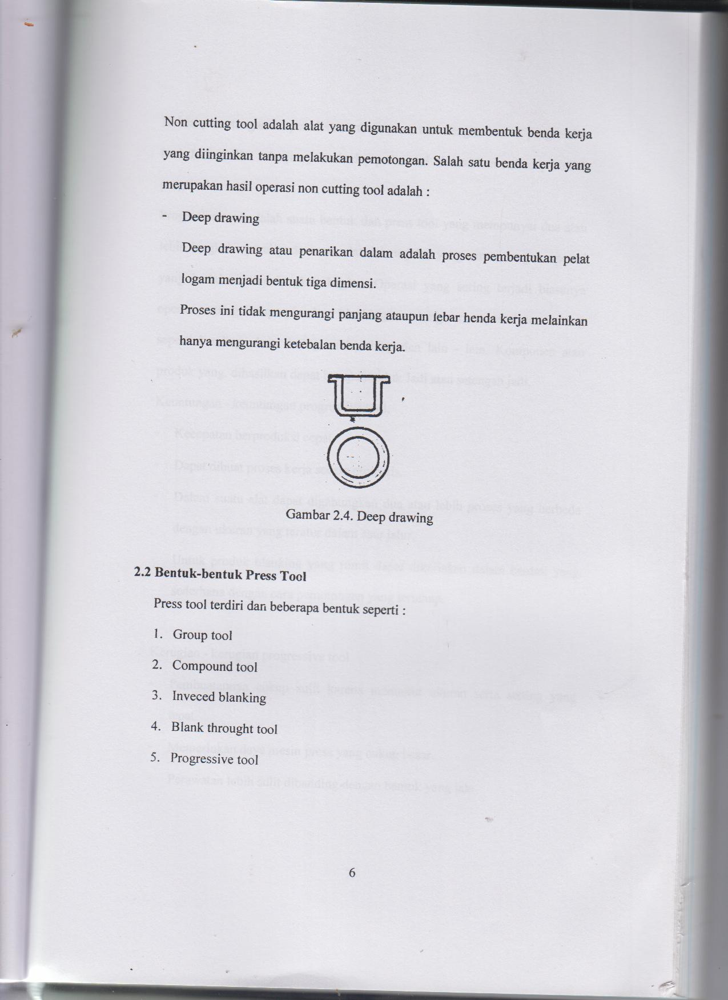 Non cutting tool adalah alat yang digunakan untuk membentuk benda kerja
yang diinginkan tanpa melakukan pemotongan. Salah satu benda kerja yang
merupakan hasil operasi non cutting tool adalah :
- Deep drawing
Deep drawing atau penarikan dalam adalah proses pembentukan pelat
logam menjadi bentuk tiga dimensi.
Proses ini tidak mengurangi panjang ataupun lebar henda kerja melainkan
hanya mengurangi ketebalan benda kerja.
Gambar 2.4. Deep drawing
2.2 Bentuk-bentuk Press Tool
Press tool terdiri dan beberapa bentuk seperti :
1. Group tool
2. Compound tool
3. Inveced blanking
4. Blank throught tool
5. Progressive tool
6